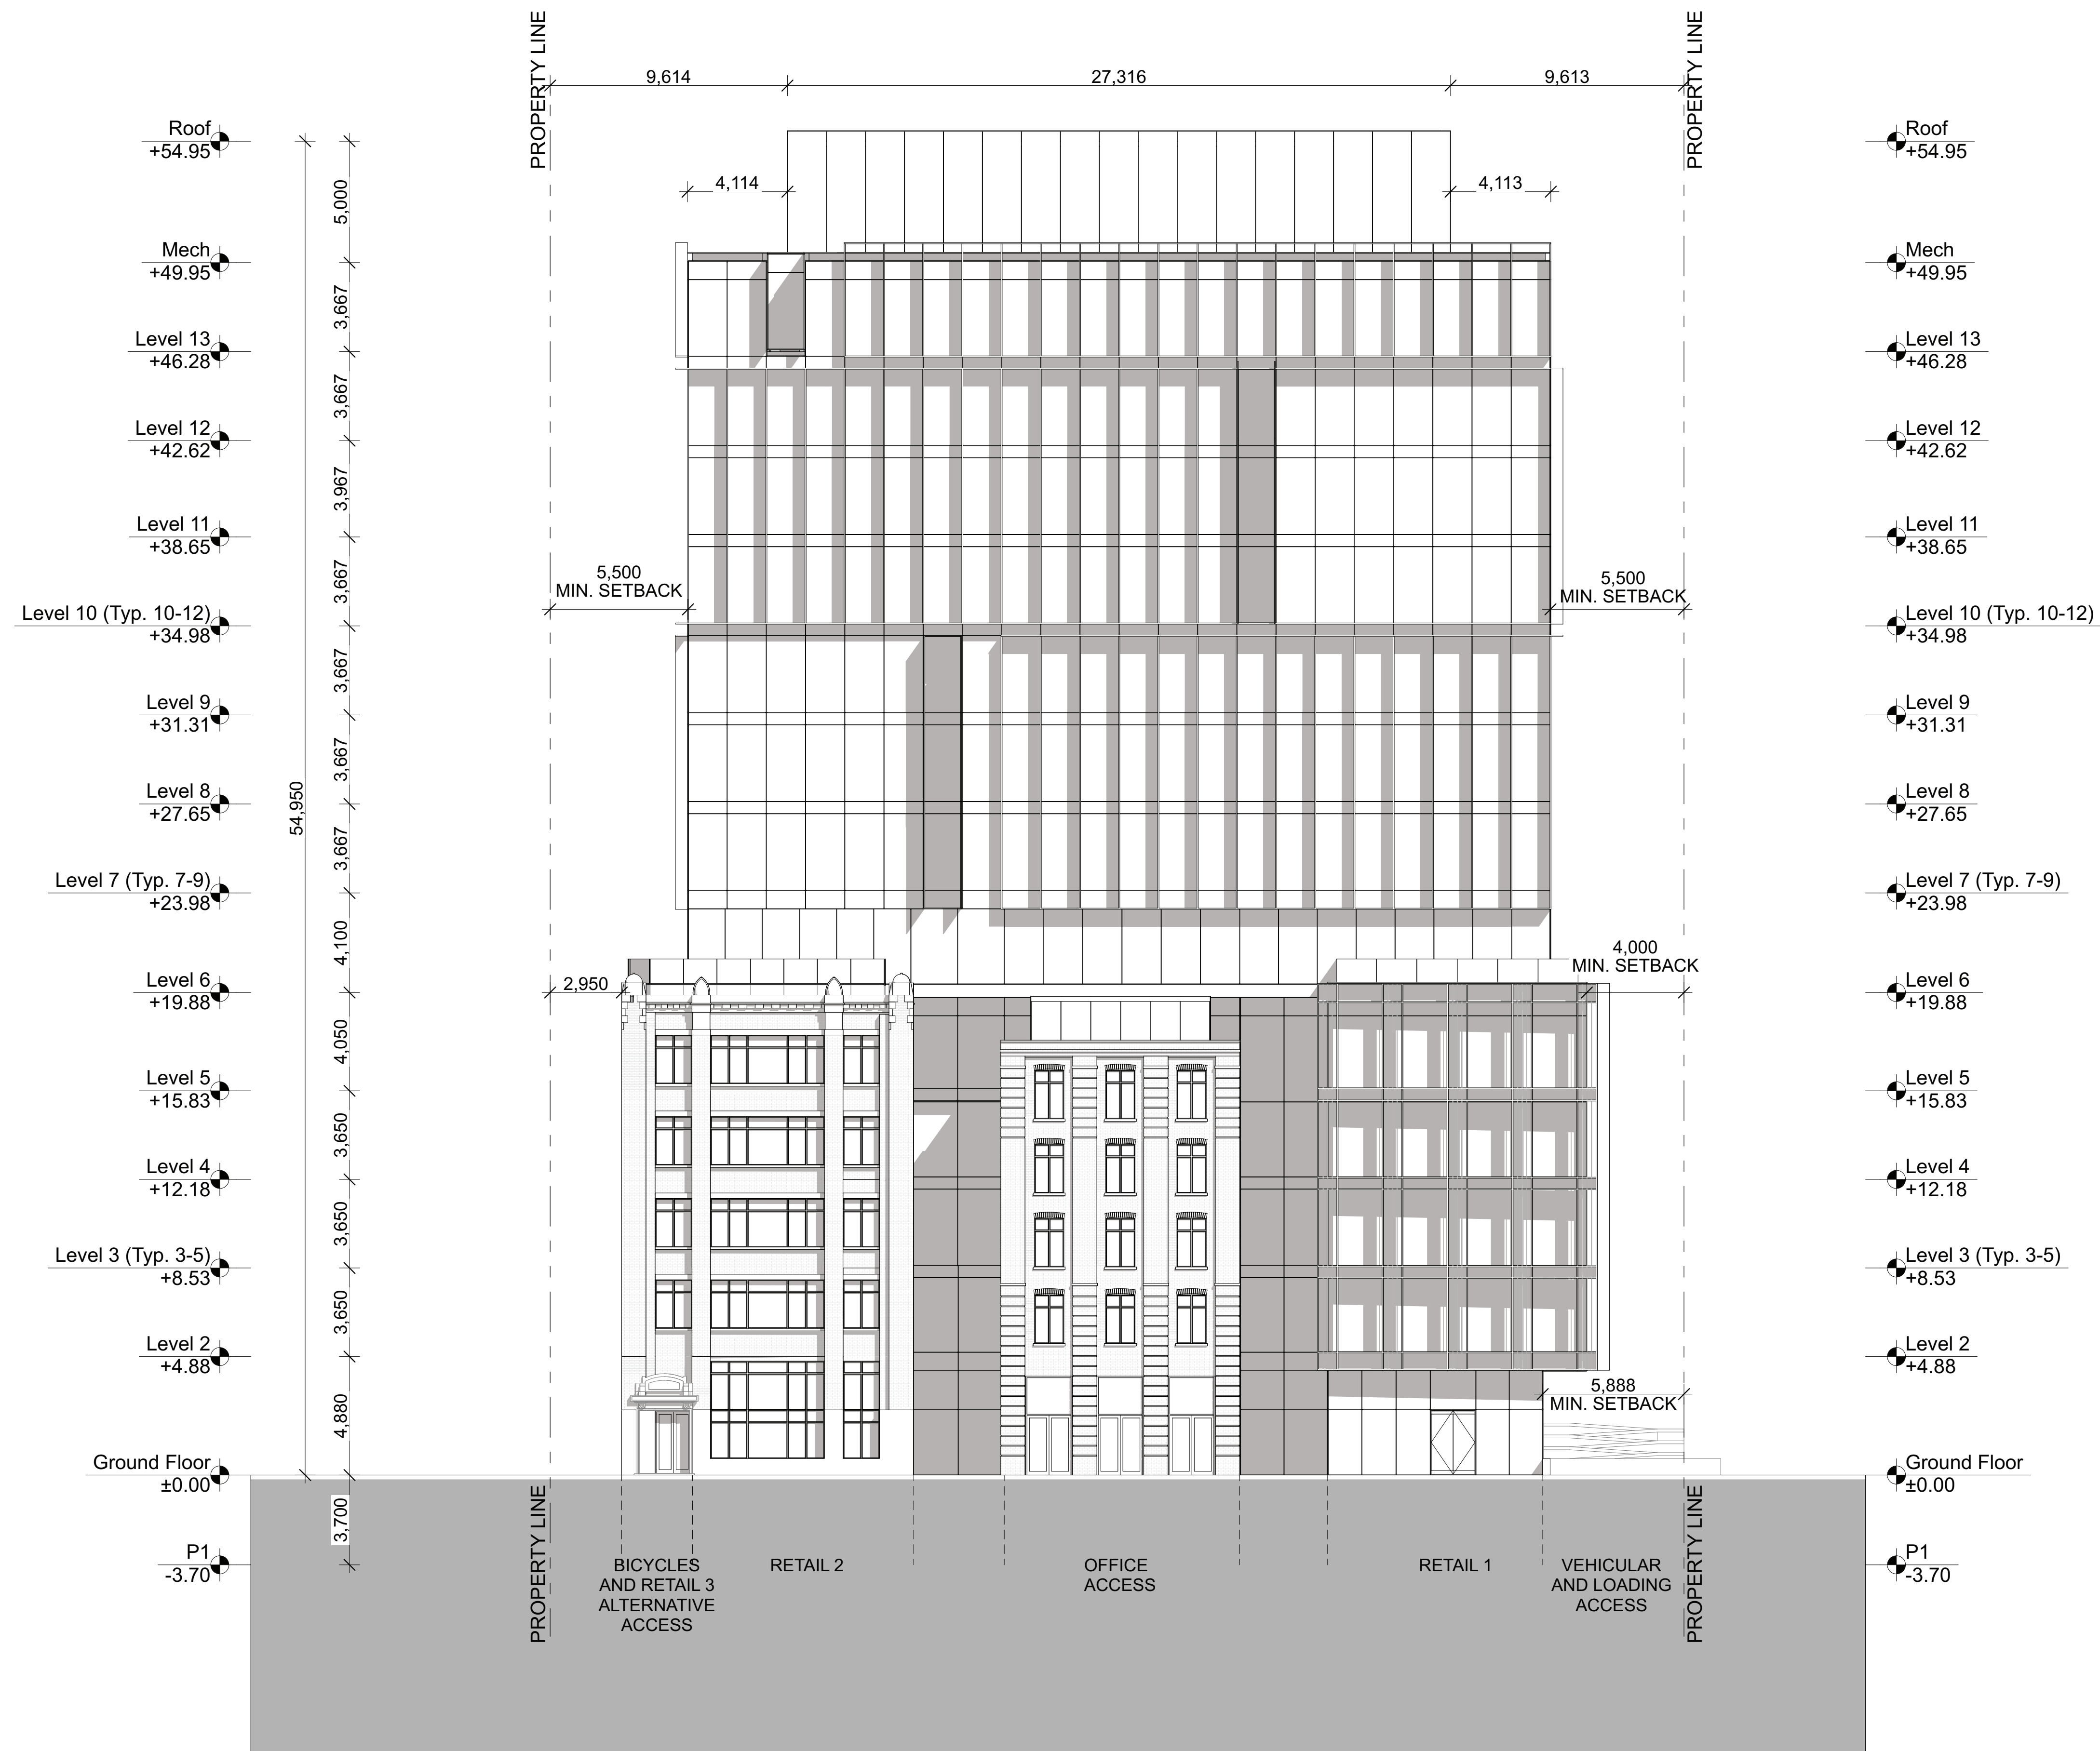 PROPERTY LINE
PROPERTY LINE
9,614
27,316
9,613
4,114
4,113
Roof
+54.95
Mech
+49.95
Level 13
+46.28
Level 12
+42.62
Level 11
+38.65
Level 10 (Typ. 10-12)
+34.98
Level 9
+31.31
Level 8
+27.65
Level 7 (Typ. 7-9)
+23.98
Level 6
+19.88
Level 5
+15.83
Level 4
+12.18
Level 3 (Typ. 3-5)
+8.53
Level 2
+4.88
Ground Floor
±0.00
P1
-3.70
54,950
5,000
3,667
3,667
3,967
3,667
3,667
3,667
3,667
4,100
4,050
3,650
3,650
3,650
4,880
3,700
5,500
MIN. SETBACK
5,500
MIN. SETBACK
4,000
MIN. SETBACK
2,950
5,888
MIN. SETBACK
Roof
+54.95
Mech
+49.95
Level 13
+46.28
Level 12
+42.62
Level 11
+38.65
Level 10 (Typ. 10-12)
+34.98
Level 9
+31.31
Level 8
+27.65
Level 7 (Typ. 7-9)
+23.98
Level 6
+19.88
Level 5
+15.83
Level 4
+12.18
Level 3 (Typ. 3-5)
+8.53
Level 2
+4.88
Ground Floor
±0.00
P1
-3.70
PROPERTY LINE
BICYCLES
AND RETAIL 3
ALTERNATIVE
ACCESS
RETAIL 2
OFFICE
ACCESS
RETAIL 1
VEHICULAR
AND LOADING
ACCESS
PROPERTY LINE